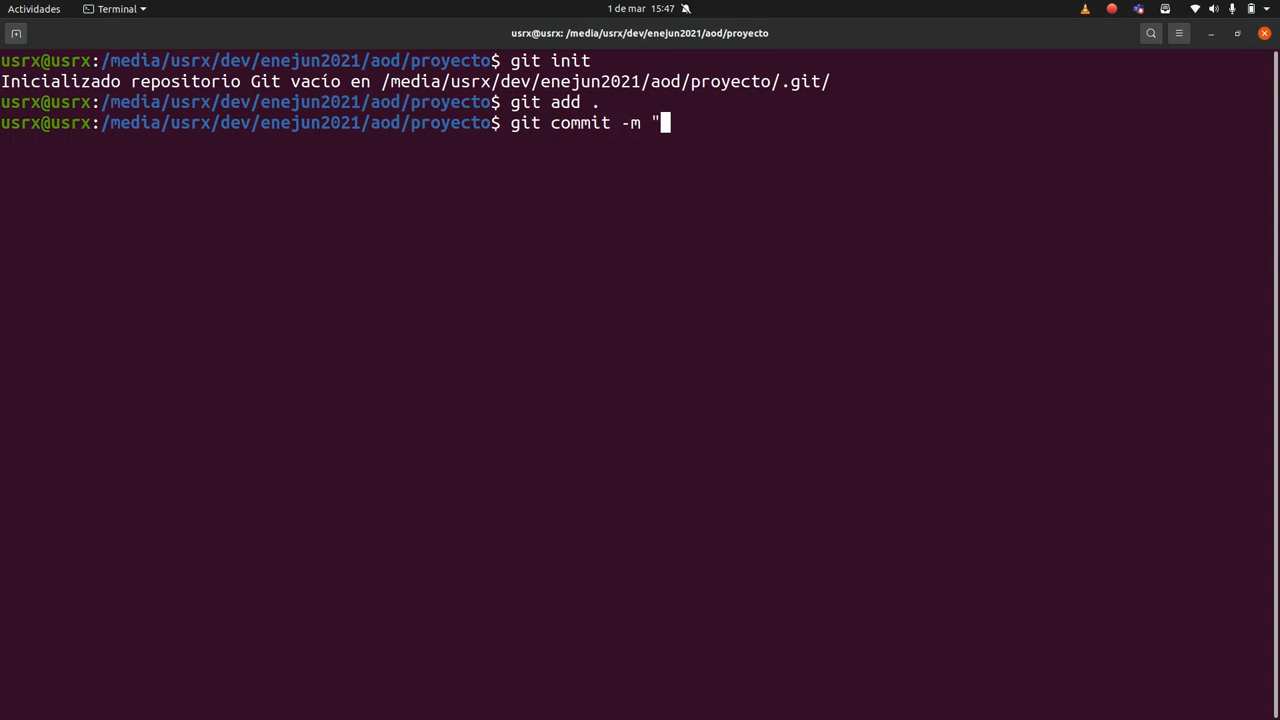 Actividades Terminal 1 de mar 15:47
usrx@usrx: /media/usrx/dev/enejun2021/aod/proyecto
usrx@usrx:/media/usrx/dev/enejun2021/aod/proyecto$ git init
Inicializado repositorio Git vacío en /media/usrx/dev/enejun2021/aod/proyecto/.git/
usrx@usrx:/media/usrx/dev/enejun2021/aod/proyecto$ git add .
usrx@usrx:/media/usrx/dev/enejun2021/aod/proyecto$ git commit -m "